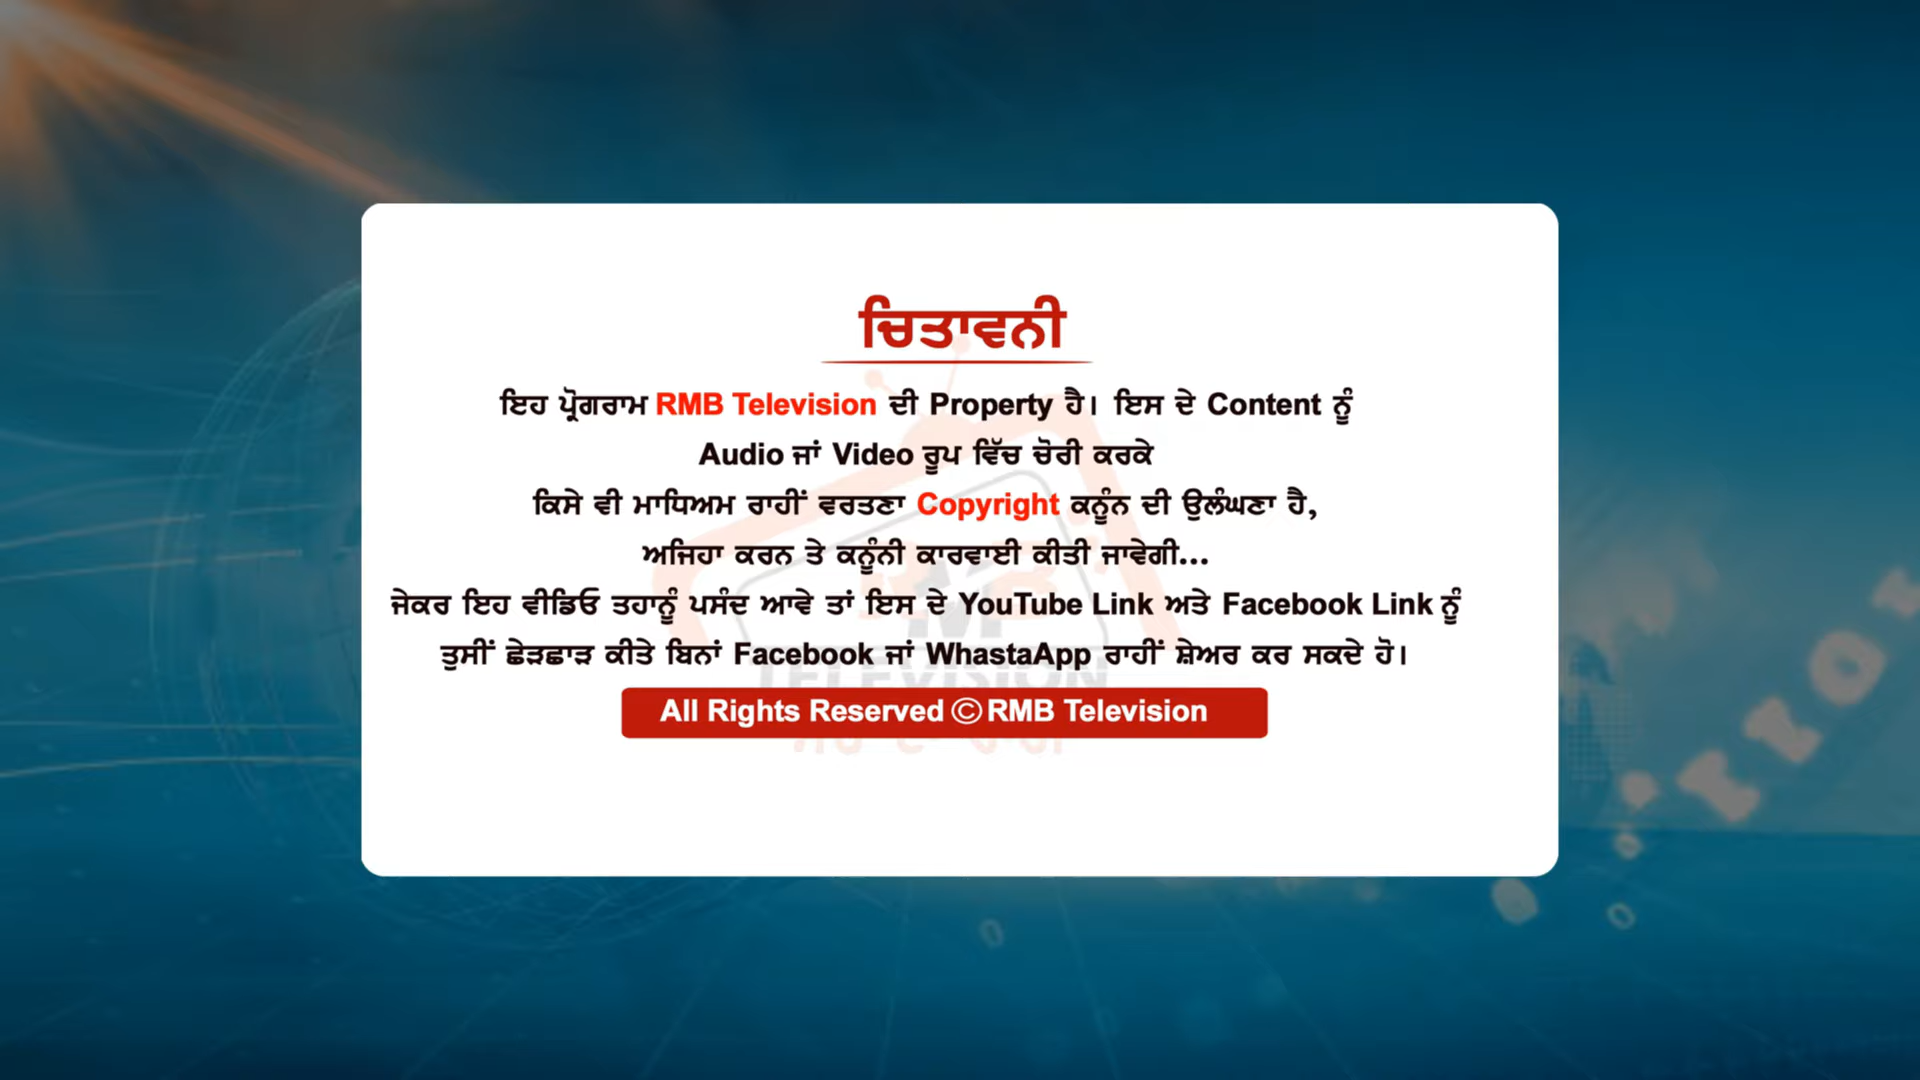 ਚਿਤਾਵਨੀ
ਇਹ ਪ੍ਰੋਗਰਾਮ RMB Television ਦੀ Property ਹੈ। ਇਸ ਦੇ Content ਨੂੰ
Audio ਜਾਂ Video ਰੂਪ ਵਿੱਚ ਚੋਰੀ ਕਰਕੇ
ਕਿਸੇ ਵੀ ਮਾਧਿਅਮ ਰਾਹੀਂ ਵਰਤਣਾ Copyright ਕਨੂੰਨ ਦੀ ਉਲੰਘਣਾ ਹੈ,
ਅਜਿਹਾ ਕਰਨ ਤੇ ਕਨੂੰਨੀ ਕਾਰਵਾਈ ਕੀਤੀ ਜਾਵੇਗੀ...
ਜੇਕਰ ਇਹ ਵੀਡਿਓ ਤਹਾਨੂੰ ਪਸੰਦ ਆਵੇ ਤਾਂ ਇਸ ਦੇ YouTube Link ਅਤੇ Facebook Link ਨੂੰ
ਤੁਸੀਂ ਛੇੜਛਾੜ ਕੀਤੇ ਬਿਨਾਂ Facebook ਜਾਂ WhastaApp ਰਾਹੀਂ ਸ਼ੇਅਰ ਕਰ ਸਕਦੇ ਹੋ।
TELEVISION
All Rights Reserved © RMB Television